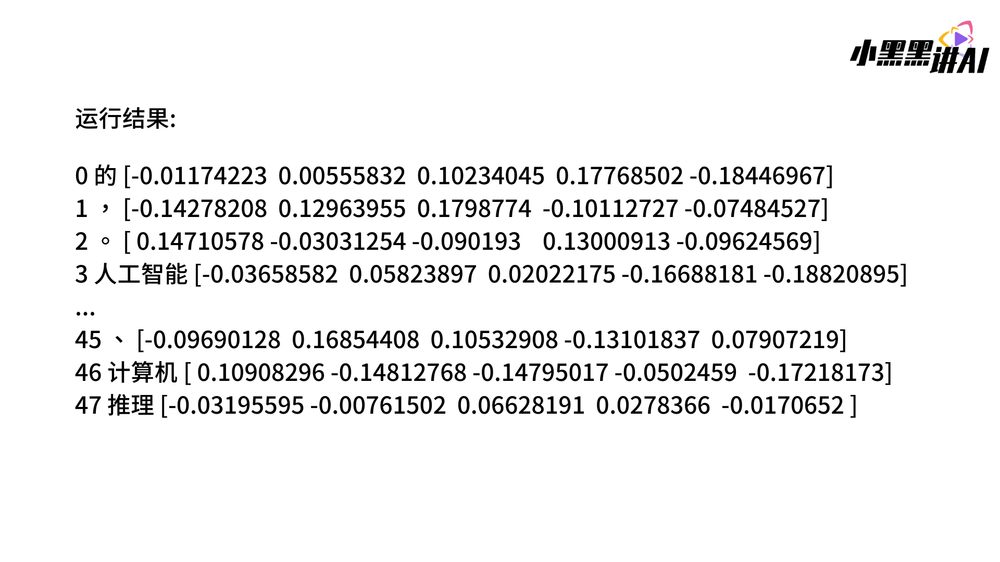 小黑黑讲AI
运行结果:
0 的 [-0.01174223  0.00555832  0.10234045  0.17768502 -0.18446967]
1 ， [-0.14278208  0.12963955  0.1798774  -0.10112727 -0.07484527]
2 。 [ 0.14710578 -0.03031254 -0.090193    0.13000913 -0.09624569]
3 人工智能 [-0.03658582  0.05823897  0.02022175 -0.16688181 -0.18820895]
...
45 、 [-0.09690128  0.16854408  0.10532908 -0.13101837  0.07907219]
46 计算机 [ 0.10908296 -0.14812768 -0.14795017 -0.0502459  -0.17218173]
47 推理 [-0.03195595 -0.00761502  0.06628191  0.0278366  -0.0170652 ]